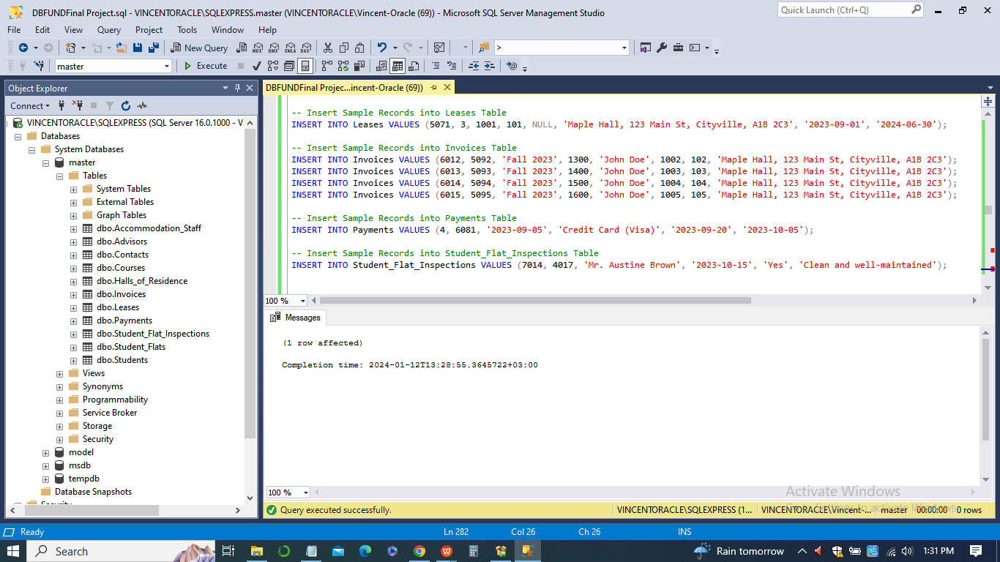 DBFUNDFinal Project.sql - VINCENTORACLE\SQLEXPRESS.master (VINCENTORACLE\Vincent-Oracle (69)) - Microsoft SQL Server Management Studio
Quick Launch (Ctrl+Q)
File Edit View Query Project Tools Window Help
New Query MDX DMX XMLA DAX >
master Execute
Object Explorer
Connect
VINCENTORACLE\SQLEXPRESS (SQL Server 16.0.1000 - V
Databases
System Databases
master
Tables
System Tables
External Tables
Graph Tables
dbo.Accommodation_Staff
dbo.Advisors
dbo.Contacts
dbo.Courses
dbo.Halls_of_Residence
dbo.Invoices
dbo.Leases
dbo.Payments
dbo.Student_Flat_Inspections
dbo.Student_Flats
dbo.Students
Views
Synonyms
Programmability
Service Broker
Storage
Security
model
msdb
tempdb
Database Snapshots
Security
DBFUNDFinal Projec...incent-Oracle (69))
-- Insert Sample Records into Leases Table
INSERT INTO Leases VALUES (5071, 3, 1001, 101, NULL, 'Maple Hall, 123 Main St, Cityville, A1B 2C3', '2023-09-01', '2024-06-30');
-- Insert Sample Records into Invoices Table
INSERT INTO Invoices VALUES (6012, 5092, 'Fall 2023', 1300, 'John Doe', 1002, 102, 'Maple Hall, 123 Main St, Cityville, A1B 2C3');
INSERT INTO Invoices VALUES (6013, 5093, 'Fall 2023', 1400, 'John Doe', 1003, 103, 'Maple Hall, 123 Main St, Cityville, A1B 2C3');
INSERT INTO Invoices VALUES (6014, 5094, 'Fall 2023', 1500, 'John Doe', 1004, 104, 'Maple Hall, 123 Main St, Cityville, A1B 2C3');
INSERT INTO Invoices VALUES (6015, 5095, 'Fall 2023', 1600, 'John Doe', 1005, 105, 'Maple Hall, 123 Main St, Cityville, A1B 2C3');
-- Insert Sample Records into Payments Table
INSERT INTO Payments VALUES (4, 6081, '2023-09-05', 'Credit Card (Visa)', '2023-09-20', '2023-10-05');
-- Insert Sample Records into Student_Flat_Inspections Table
INSERT INTO Student_Flat_Inspections VALUES (7014, 4017, 'Mr. Austine Brown', '2023-10-15', 'Yes', 'Clean and well-maintained');
100 %
Messages
(1 row affected)
Completion time: 2024-01-12T13:28:55.3645722+03:00
100 %
Activate Windows
Go to Settings to activate Windows.
Query executed successfully. VINCENTORACLE\SQLEXPRESS (1... VINCENTORACLE\Vincent-... master 00:00:00 0 rows
Ready Ln 282 Col 26 Ch 26 INS
Search Rain tomorrow 1:31 PM